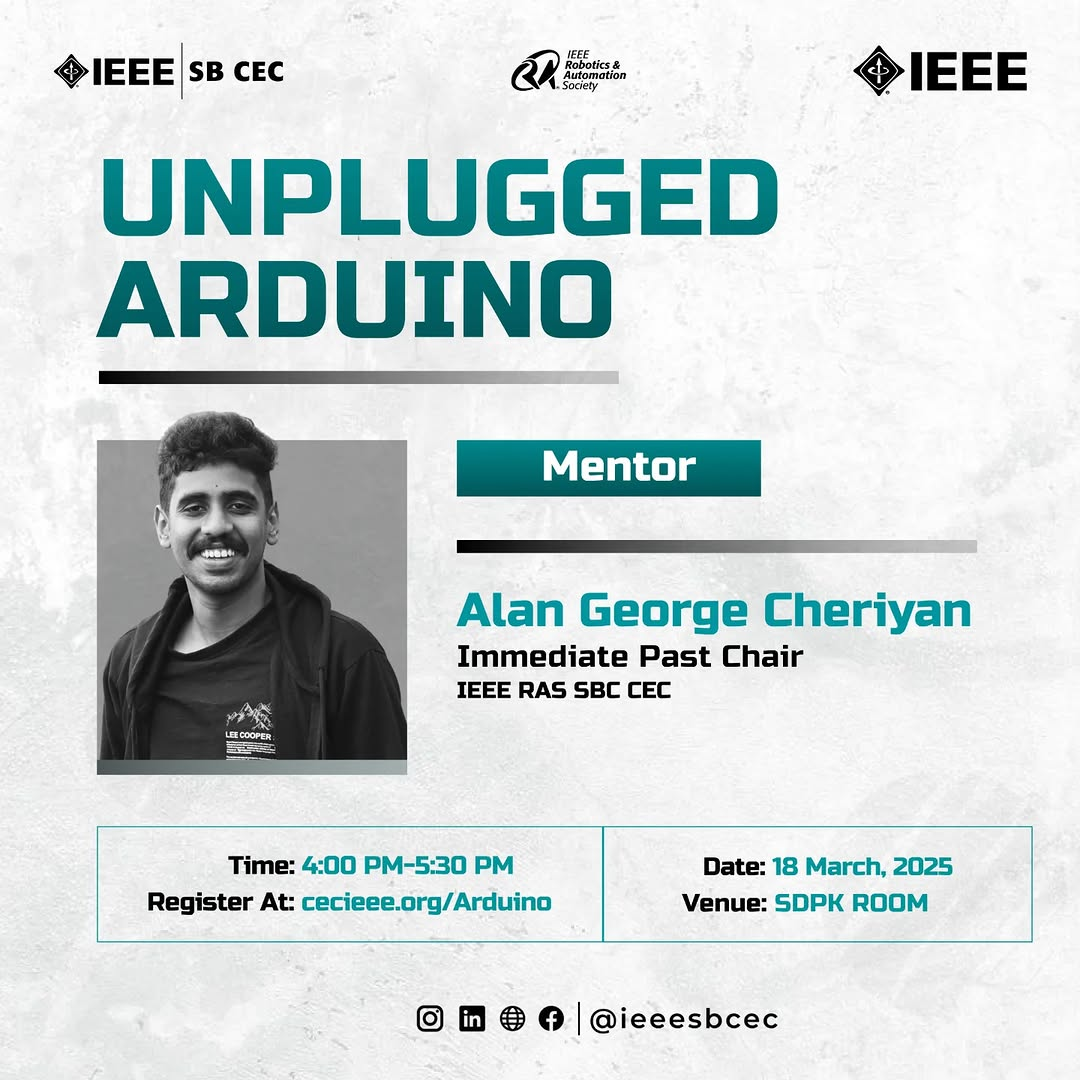 IEEE | SB CEC
IEEE
Robotics &
Automation
Society
IEEE
UNPLUGGED
ARDUINO
Mentor
Alan George Cheriyan
Immediate Past Chair
IEEE RAS SBC CEC
LEE COOPER
Time: 4:00 PM-5:30 PM
Register At: cecieee.org/Arduino
Date: 18 March, 2025
Venue: SDPK ROOM
@ieeesbcec